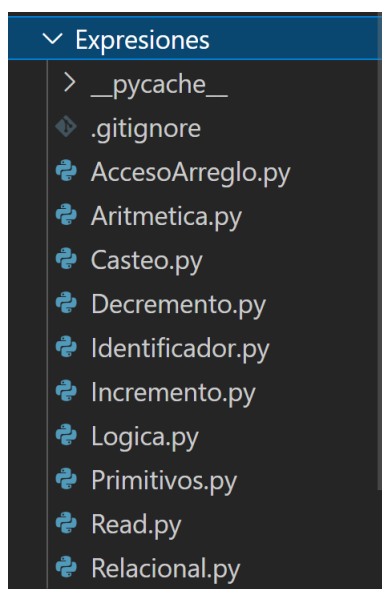 Expresiones
__pycache__
.gitignore
AccesoArreglo.py
Aritmetica.py
Casteo.py
Decremento.py
Identificador.py
Incremento.py
Logica.py
Primitivos.py
Read.py
Relacional.py